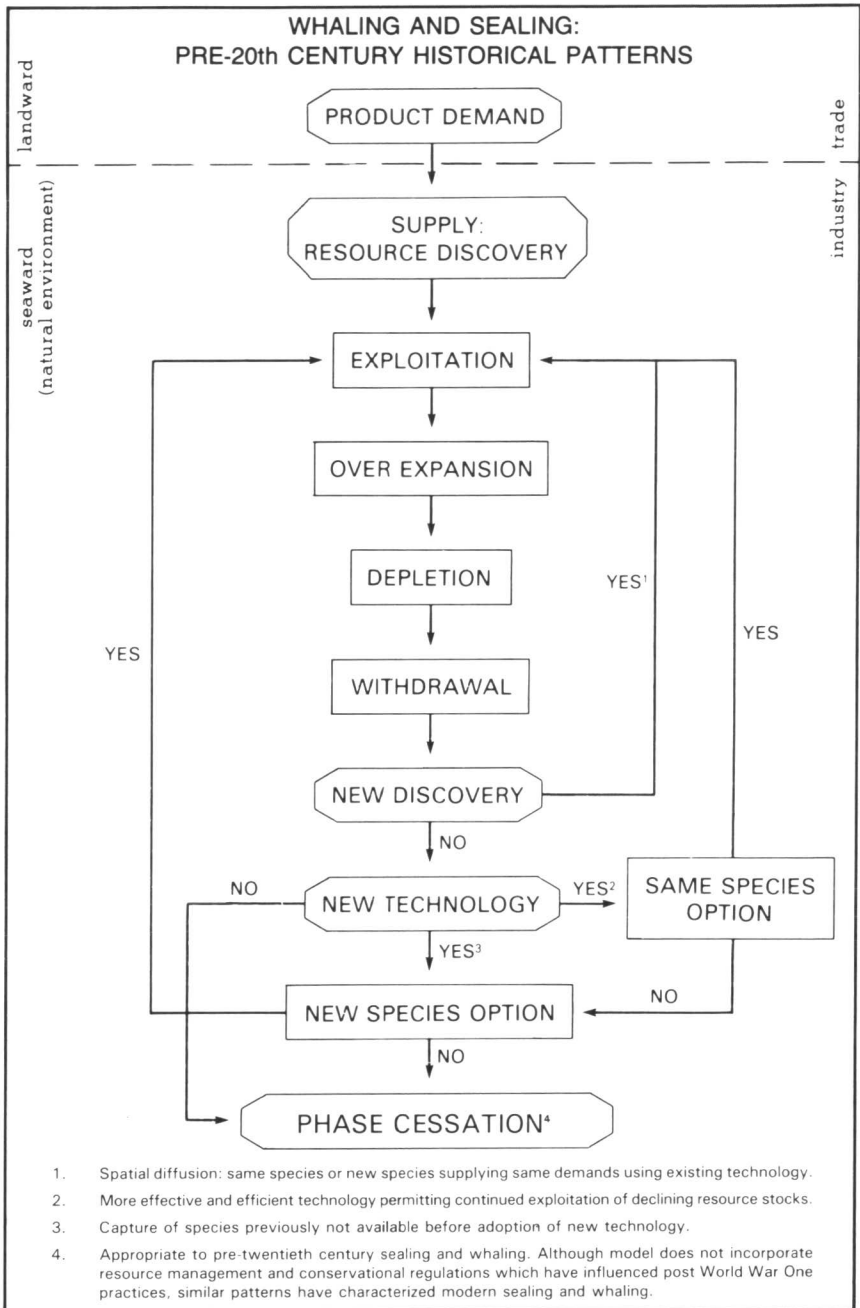 WHALING AND SEALING:
PRE-20th CENTURY HISTORICAL PATTERNS
landward
trade
PRODUCT DEMAND
seaward
(natural environment)
industry
SUPPLY:
RESOURCE DISCOVERY
EXPLOITATION
OVER EXPANSION
DEPLETION
YES¹
YES
YES
WITHDRAWAL
NEW DISCOVERY
NO
NO
NEW TECHNOLOGY
YES²
SAME SPECIES
OPTION
YES³
NO
NEW SPECIES OPTION
NO
PHASE CESSATION⁴
1. Spatial diffusion: same species or new species supplying same demands using existing technology.
2. More effective and efficient technology permitting continued exploitation of declining resource stocks.
3. Capture of species previously not available before adoption of new technology.
4. Appropriate to pre-twentieth century sealing and whaling. Although model does not incorporate
resource management and conservational regulations which have influenced post World War One
practices, similar patterns have characterized modern sealing and whaling.